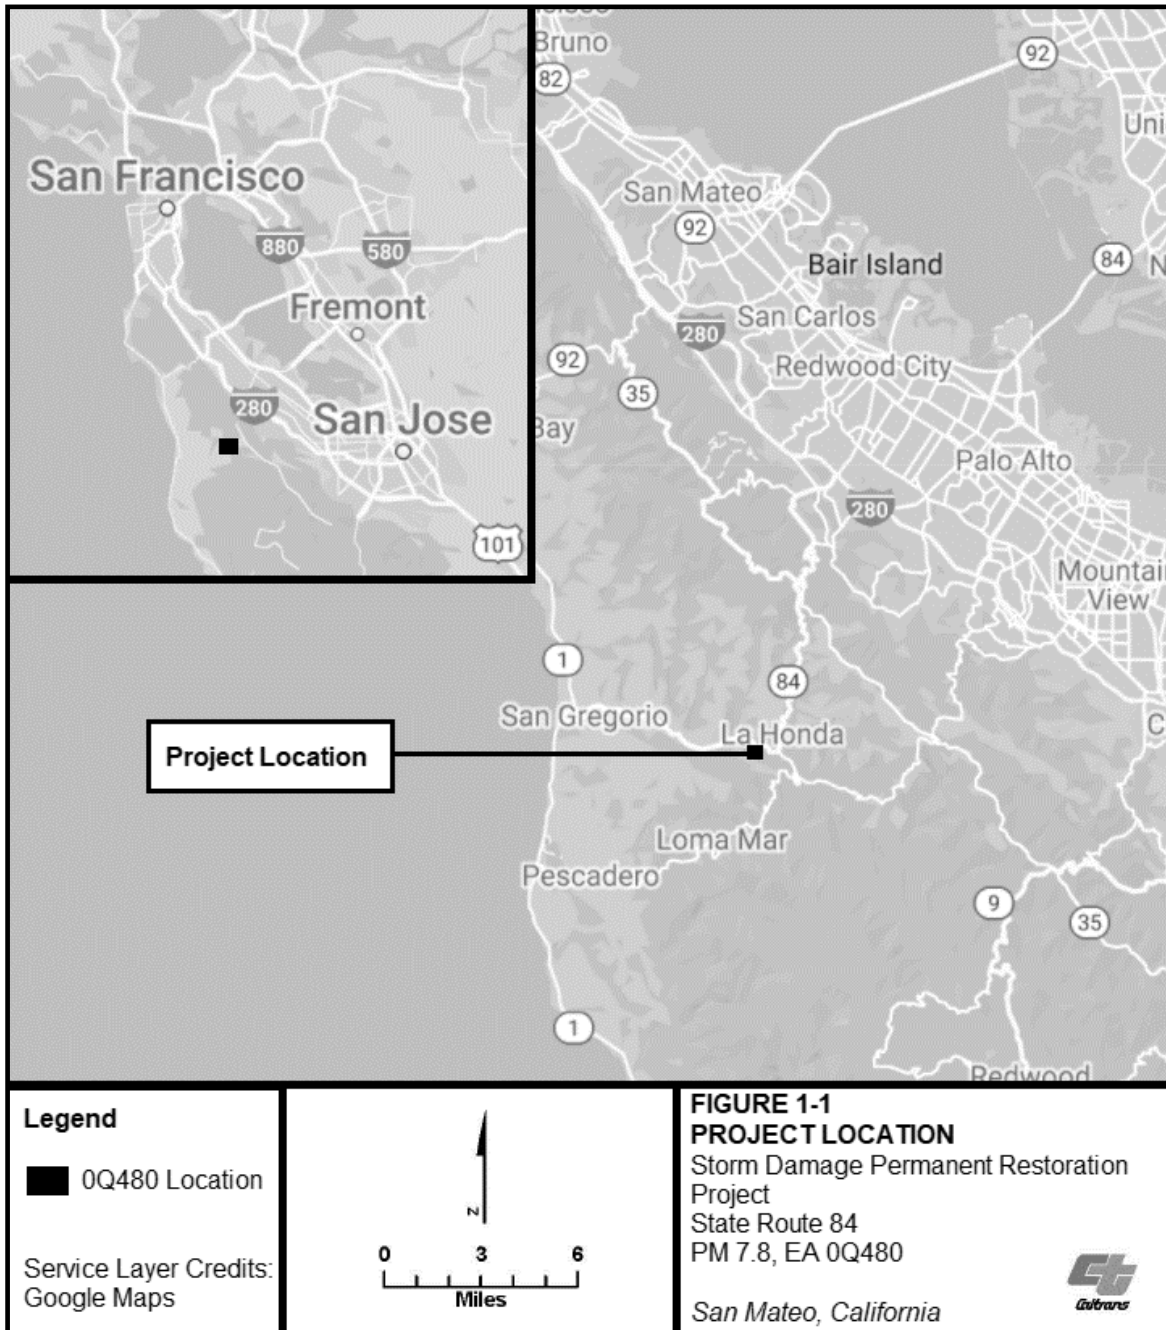 San Francisco
880
580
Fremont
280
San Jose
101
Bruno
82
92
San Mateo
92
Bair Island
84
280
San Carlos
92
35
Redwood City
Bay
Palo Alto
280
Mountain
View
1
84
San Gregorio
La Honda
Project Location
Loma Mar
Pescadero
9
35
1
Redwood
Legend
0Q480 Location
Service Layer Credits:
Google Maps
N
0 3 6
Miles
FIGURE 1-1
PROJECT LOCATION
Storm Damage Permanent Restoration
Project
State Route 84
PM 7.8, EA 0Q480
San Mateo, California
Caltrans